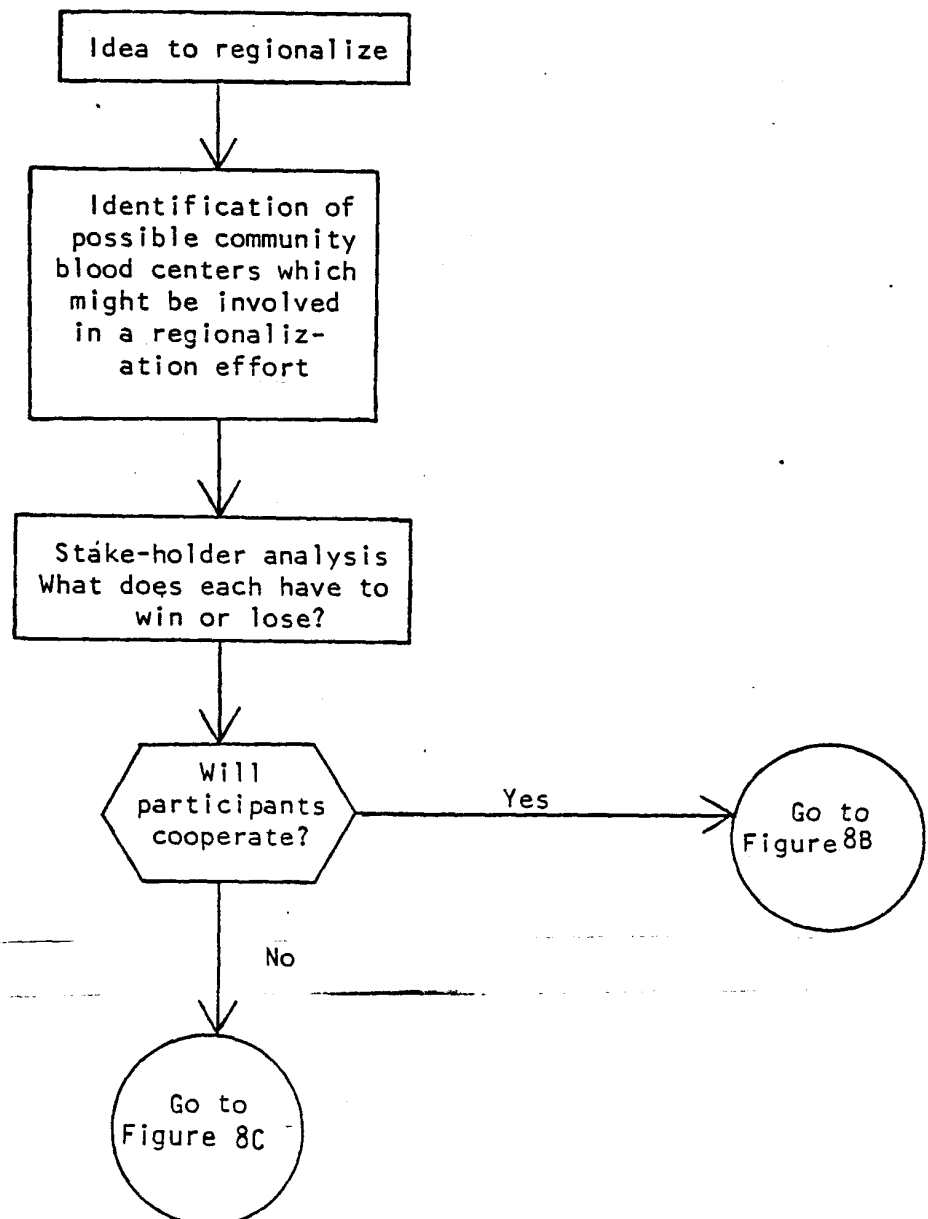 Idea to regionalize
Identification of
possible community
blood centers which
might be involved
in a regionaliz-
ation effort
Stake-holder analysis
What does each have to
win or lose?
Will
participants
cooperate?
Yes
Go to
Figure 8B
No
Go to
Figure 8C